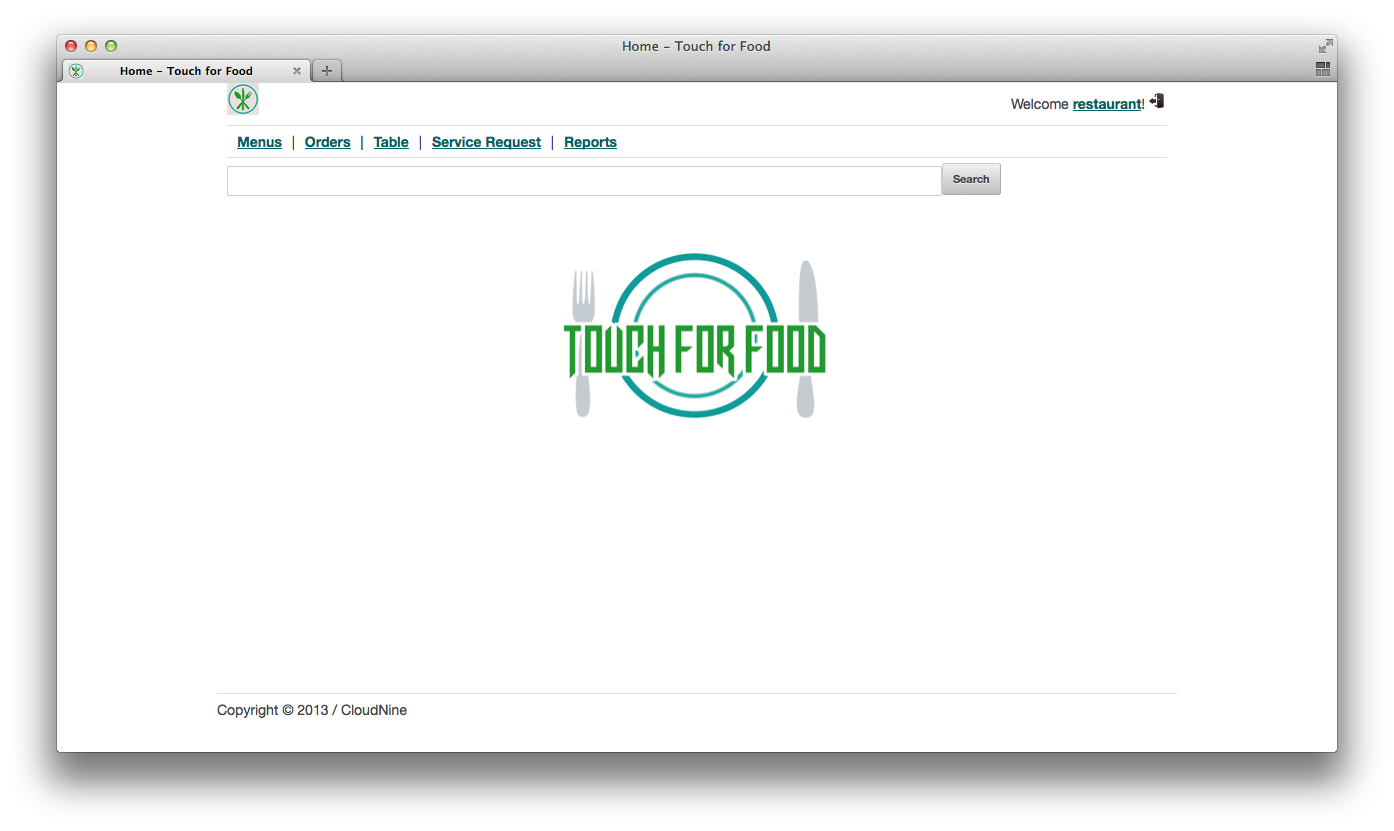 Home – Touch for Food
Home – Touch for Food
Welcome restaurant!
Menus | Orders | Table | Service Request | Reports
Search
TOUCH FOR FOOD
Copyright © 2013 / CloudNine